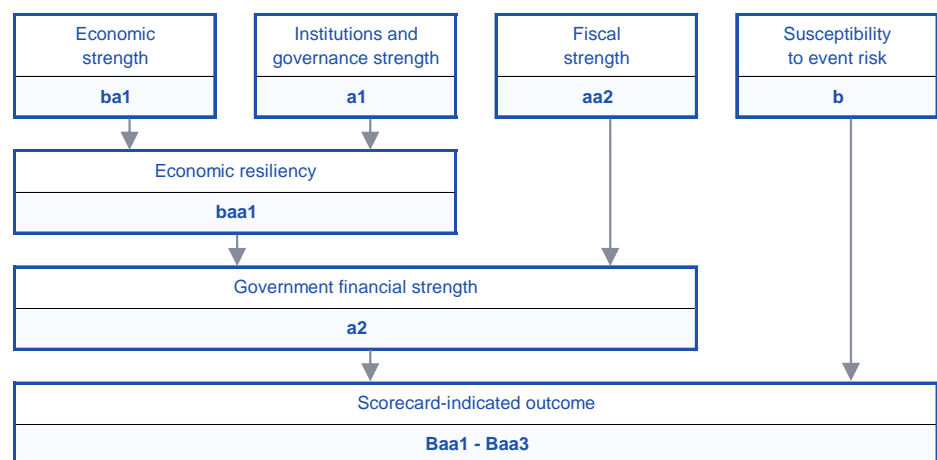 Economic
strength
ba1
Institutions and
governance strength
a1
Fiscal
strength
aa2
Susceptibility
to event risk
b
Economic resiliency
baa1
Government financial strength
a2
Scorecard-indicated outcome
Baa1 - Baa3